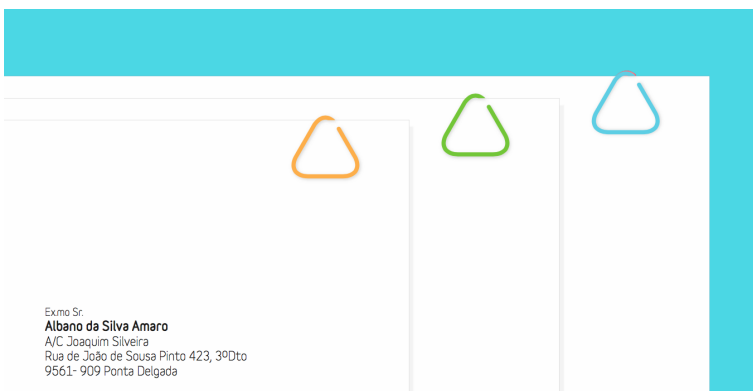 Ex.mo Sr.
Albano da Silva Amaro
A/C Joaquim Silveira
Rua de João de Sousa Pinto 423, 3ºDto
9561- 909 Ponta Delgada